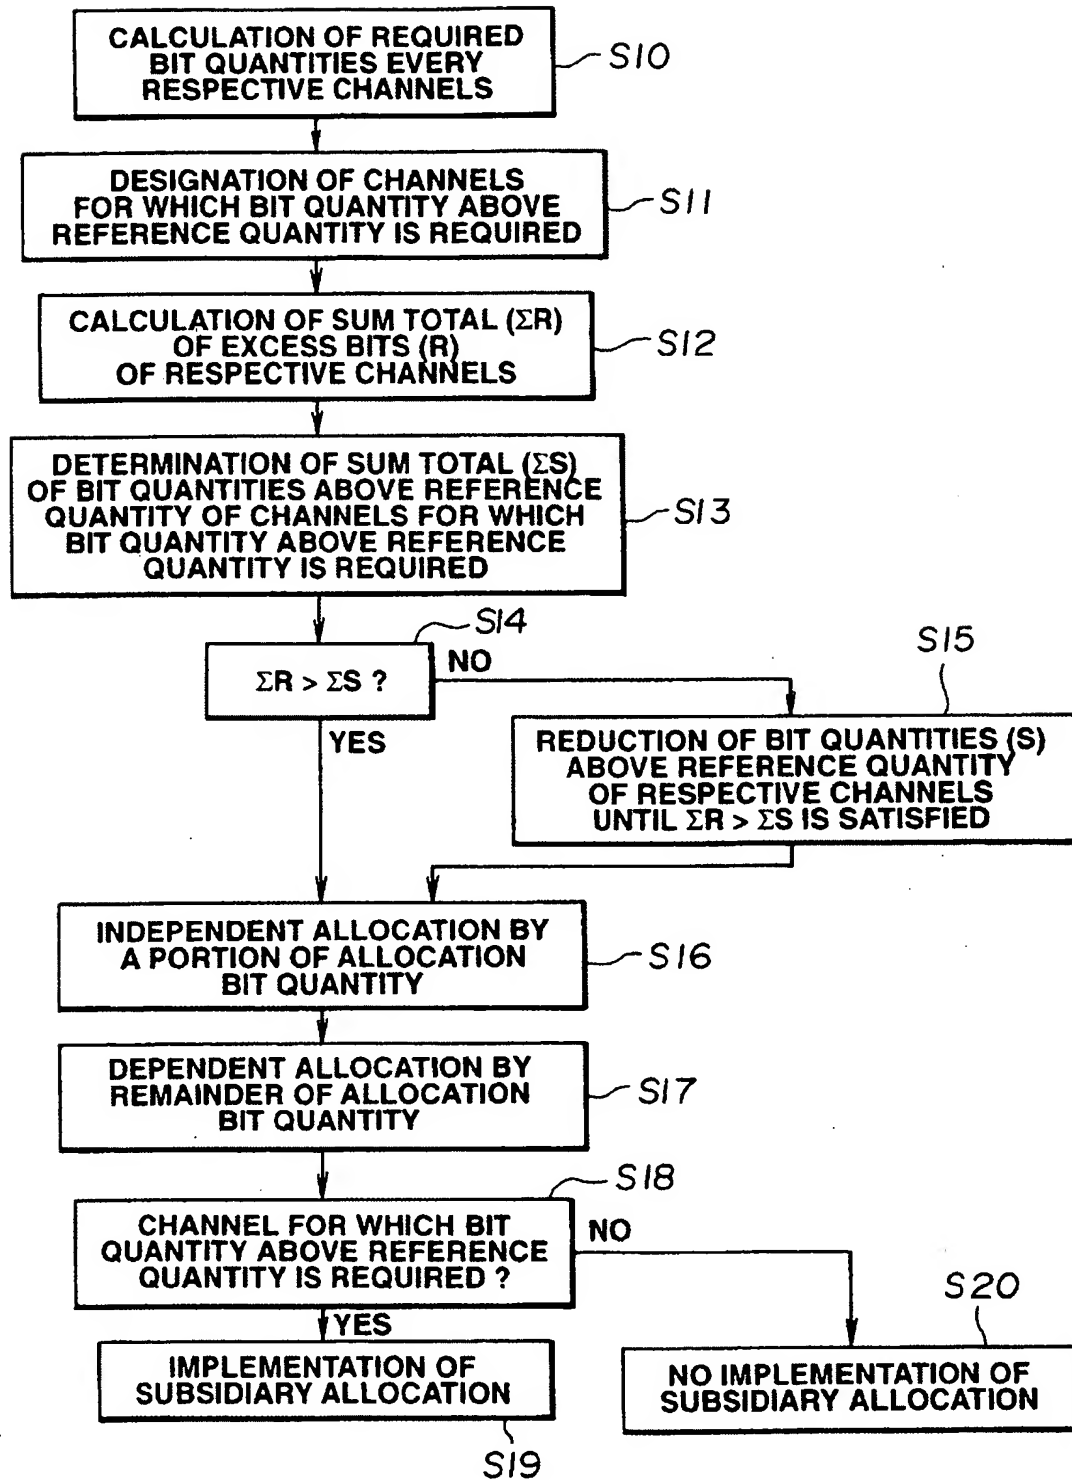 CALCULATION OF REQUIRED
BIT QUANTITIES EVERY
RESPECTIVE CHANNELS
S10
DESIGNATION OF CHANNELS
FOR WHICH BIT QUANTITY ABOVE
REFERENCE QUANTITY IS REQUIRED
S11
CALCULATION OF SUM TOTAL (ΣR)
OF EXCESS BITS (R)
OF RESPECTIVE CHANNELS
S12
DETERMINATION OF SUM TOTAL (ΣS)
OF BIT QUANTITIES ABOVE REFERENCE
QUANTITY OF CHANNELS FOR WHICH
BIT QUANTITY ABOVE REFERENCE
QUANTITY IS REQUIRED
S13
S14
ΣR > ΣS ?
NO
YES
S15
REDUCTION OF BIT QUANTITIES (S)
ABOVE REFERENCE QUANTITY
OF RESPECTIVE CHANNELS
UNTIL ΣR > ΣS IS SATISFIED
INDEPENDENT ALLOCATION BY
A PORTION OF ALLOCATION
BIT QUANTITY
S16
DEPENDENT ALLOCATION BY
REMAINDER OF ALLOCATION
BIT QUANTITY
S17
S18
CHANNEL FOR WHICH BIT
QUANTITY ABOVE REFERENCE
QUANTITY IS REQUIRED ?
NO
YES
IMPLEMENTATION OF
SUBSIDIARY ALLOCATION
S19
S20
NO IMPLEMENTATION OF
SUBSIDIARY ALLOCATION